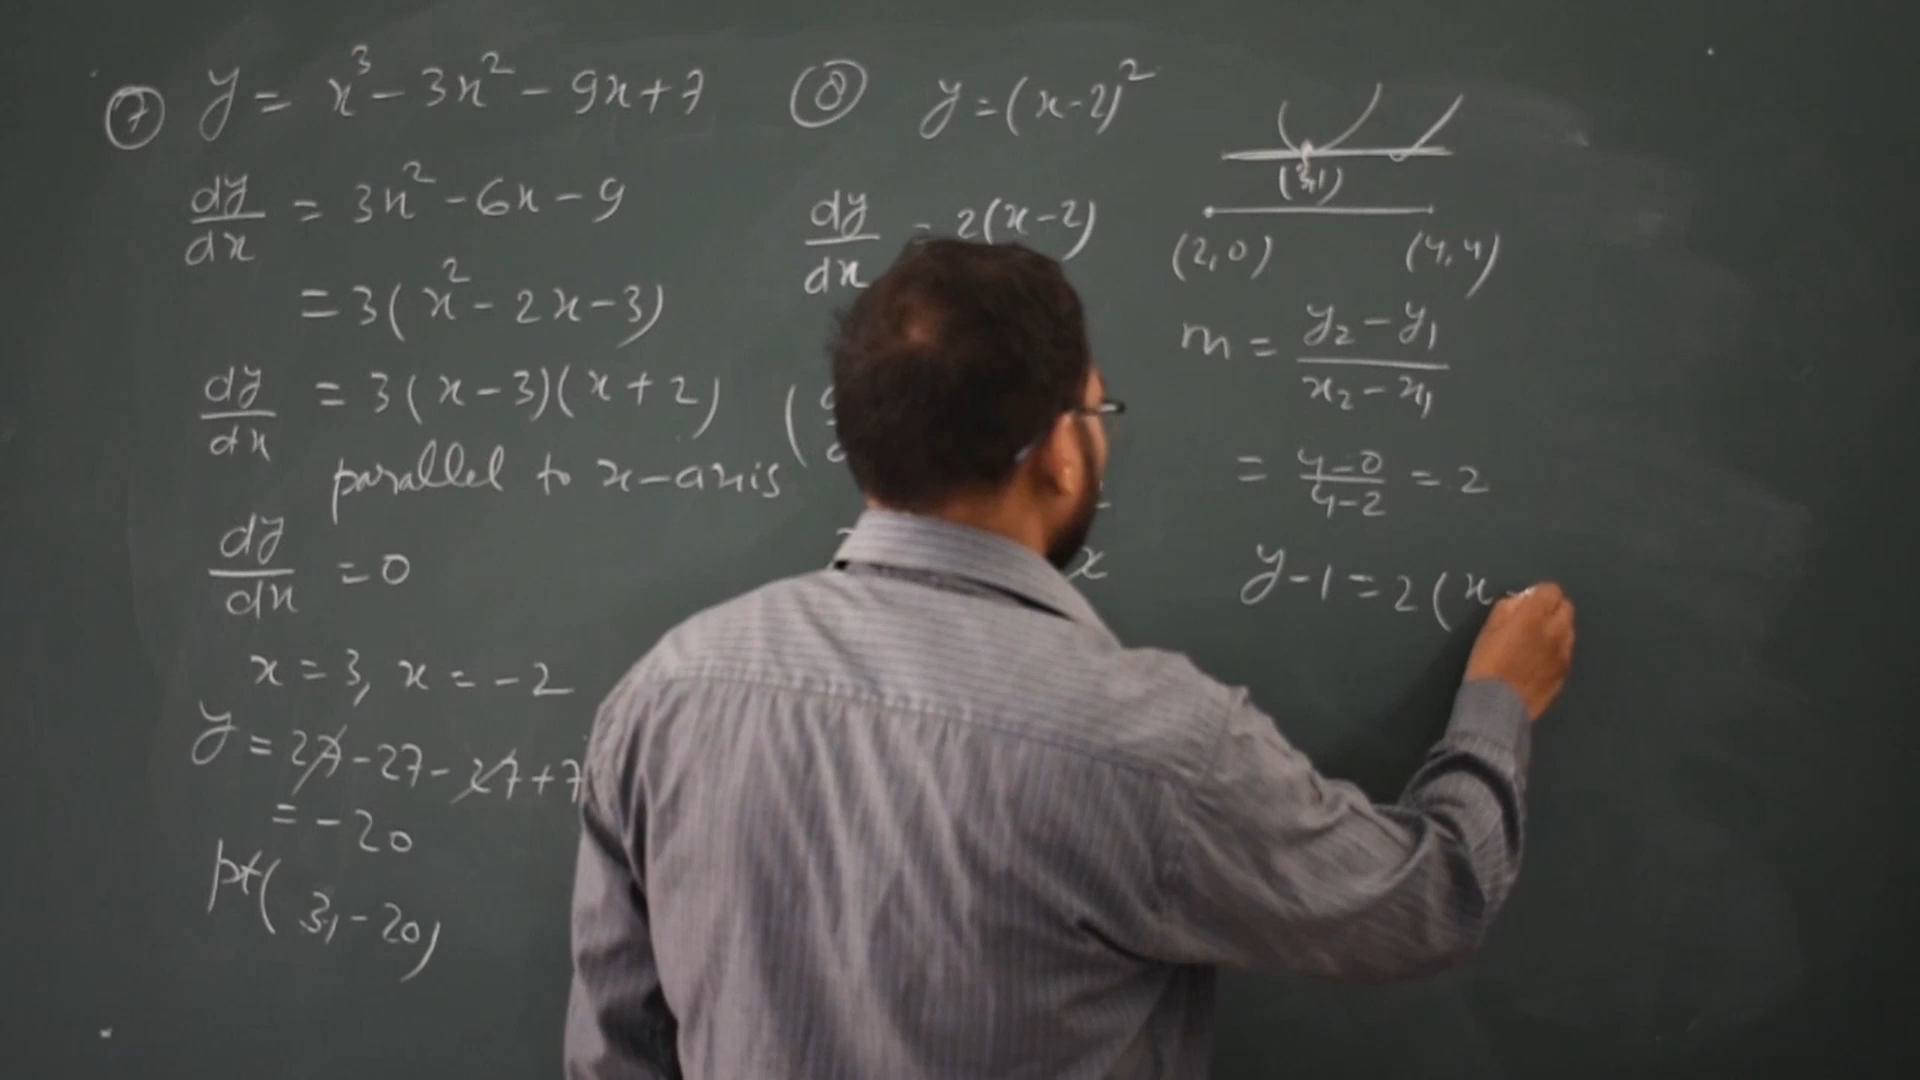 ⑦ y = x³ - 3x² - 9x + 7
dy/dx = 3x² - 6x - 9
= 3(x² - 2x - 3)
dy/dx = 3(x - 3)(x + 2)
parallel to x-axis
dy/dx = 0
x = 3, x = -2
y = 27 - 27 - 27 + 7
= -20
pt(3, -20)
⑧ y = (x-2)²
dy/dx = 2(x-2)
(
x
(3,1)
(2,0) (4,4)
m = y₂ - y₁ / x₂ - x₁
= 4-0 / 4-2 = 2
y - 1 = 2(x -